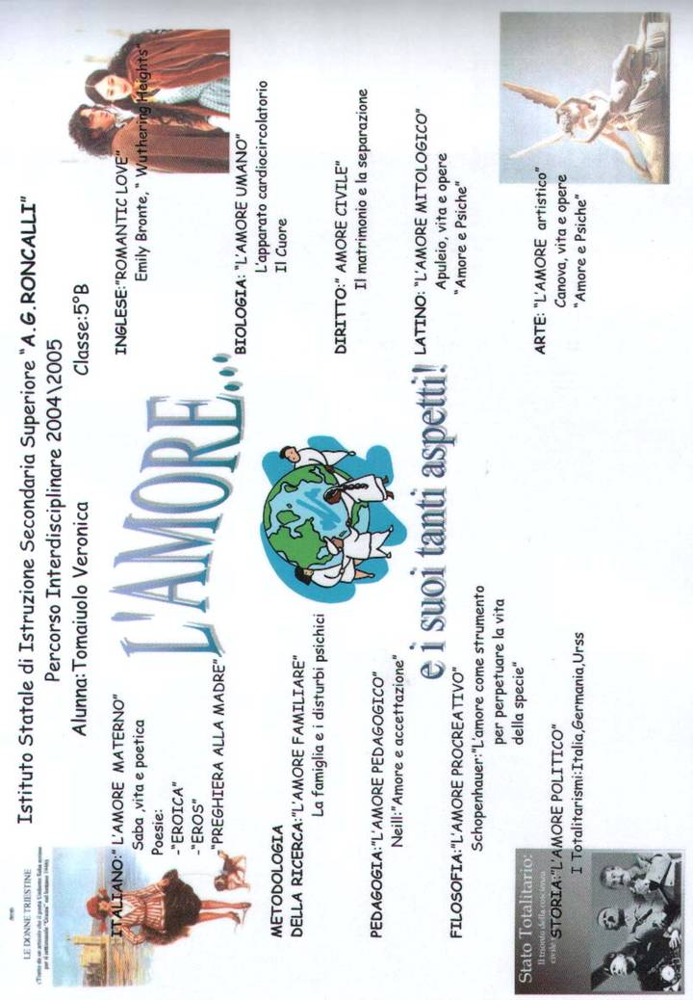 Istituto Statale di Istruzione Secondaria Superiore "A.G.RONCALLI"
Percorso Interdisciplinare 2004\2005
Alunna:Tomaiuolo Veronica
Classe:5°B
LE DONNE TRIESTINE
ITALIANO:" L'AMORE MATERNO"
Saba ,vita e poetica
Poesie:
-"EROICA"
-"EROS"
"PREGHIERA ALLA MADRE"
METODOLOGIA
DELLA RICERCA:"L'AMORE FAMILIARE"
La famiglia e i disturbi psichici
PEDAGOGIA:"L'AMORE PEDAGOGICO"
Neill:"Amore e accettazione"
FILOSOFIA:"L'AMORE PROCREATIVO"
Schopenhauer:"L'amore come strumento
per perpetuare la vita
della specie"
Stato Totalitario:
Il trionfo della coscienza
civile
STORIA:"L'AMORE POLITICO"
I Totalitarismi:Italia,Germania,Urss
L'AMORE...
e i suoi tanti aspetti!
INGLESE:"ROMANTIC LOVE"
Emily Bronte, " Wuthering Heights"
BIOLOGIA: "L'AMORE UMANO"
L'apparato cardiocircolatorio
Il Cuore
DIRITTO:" AMORE CIVILE"
Il matrimonio e la separazione
LATINO: "L'AMORE MITOLOGICO"
Apuleio, vita e opere
"Amore e Psiche"
ARTE: "L'AMORE artistico"
Canova, vita e opere
"Amore e Psiche"